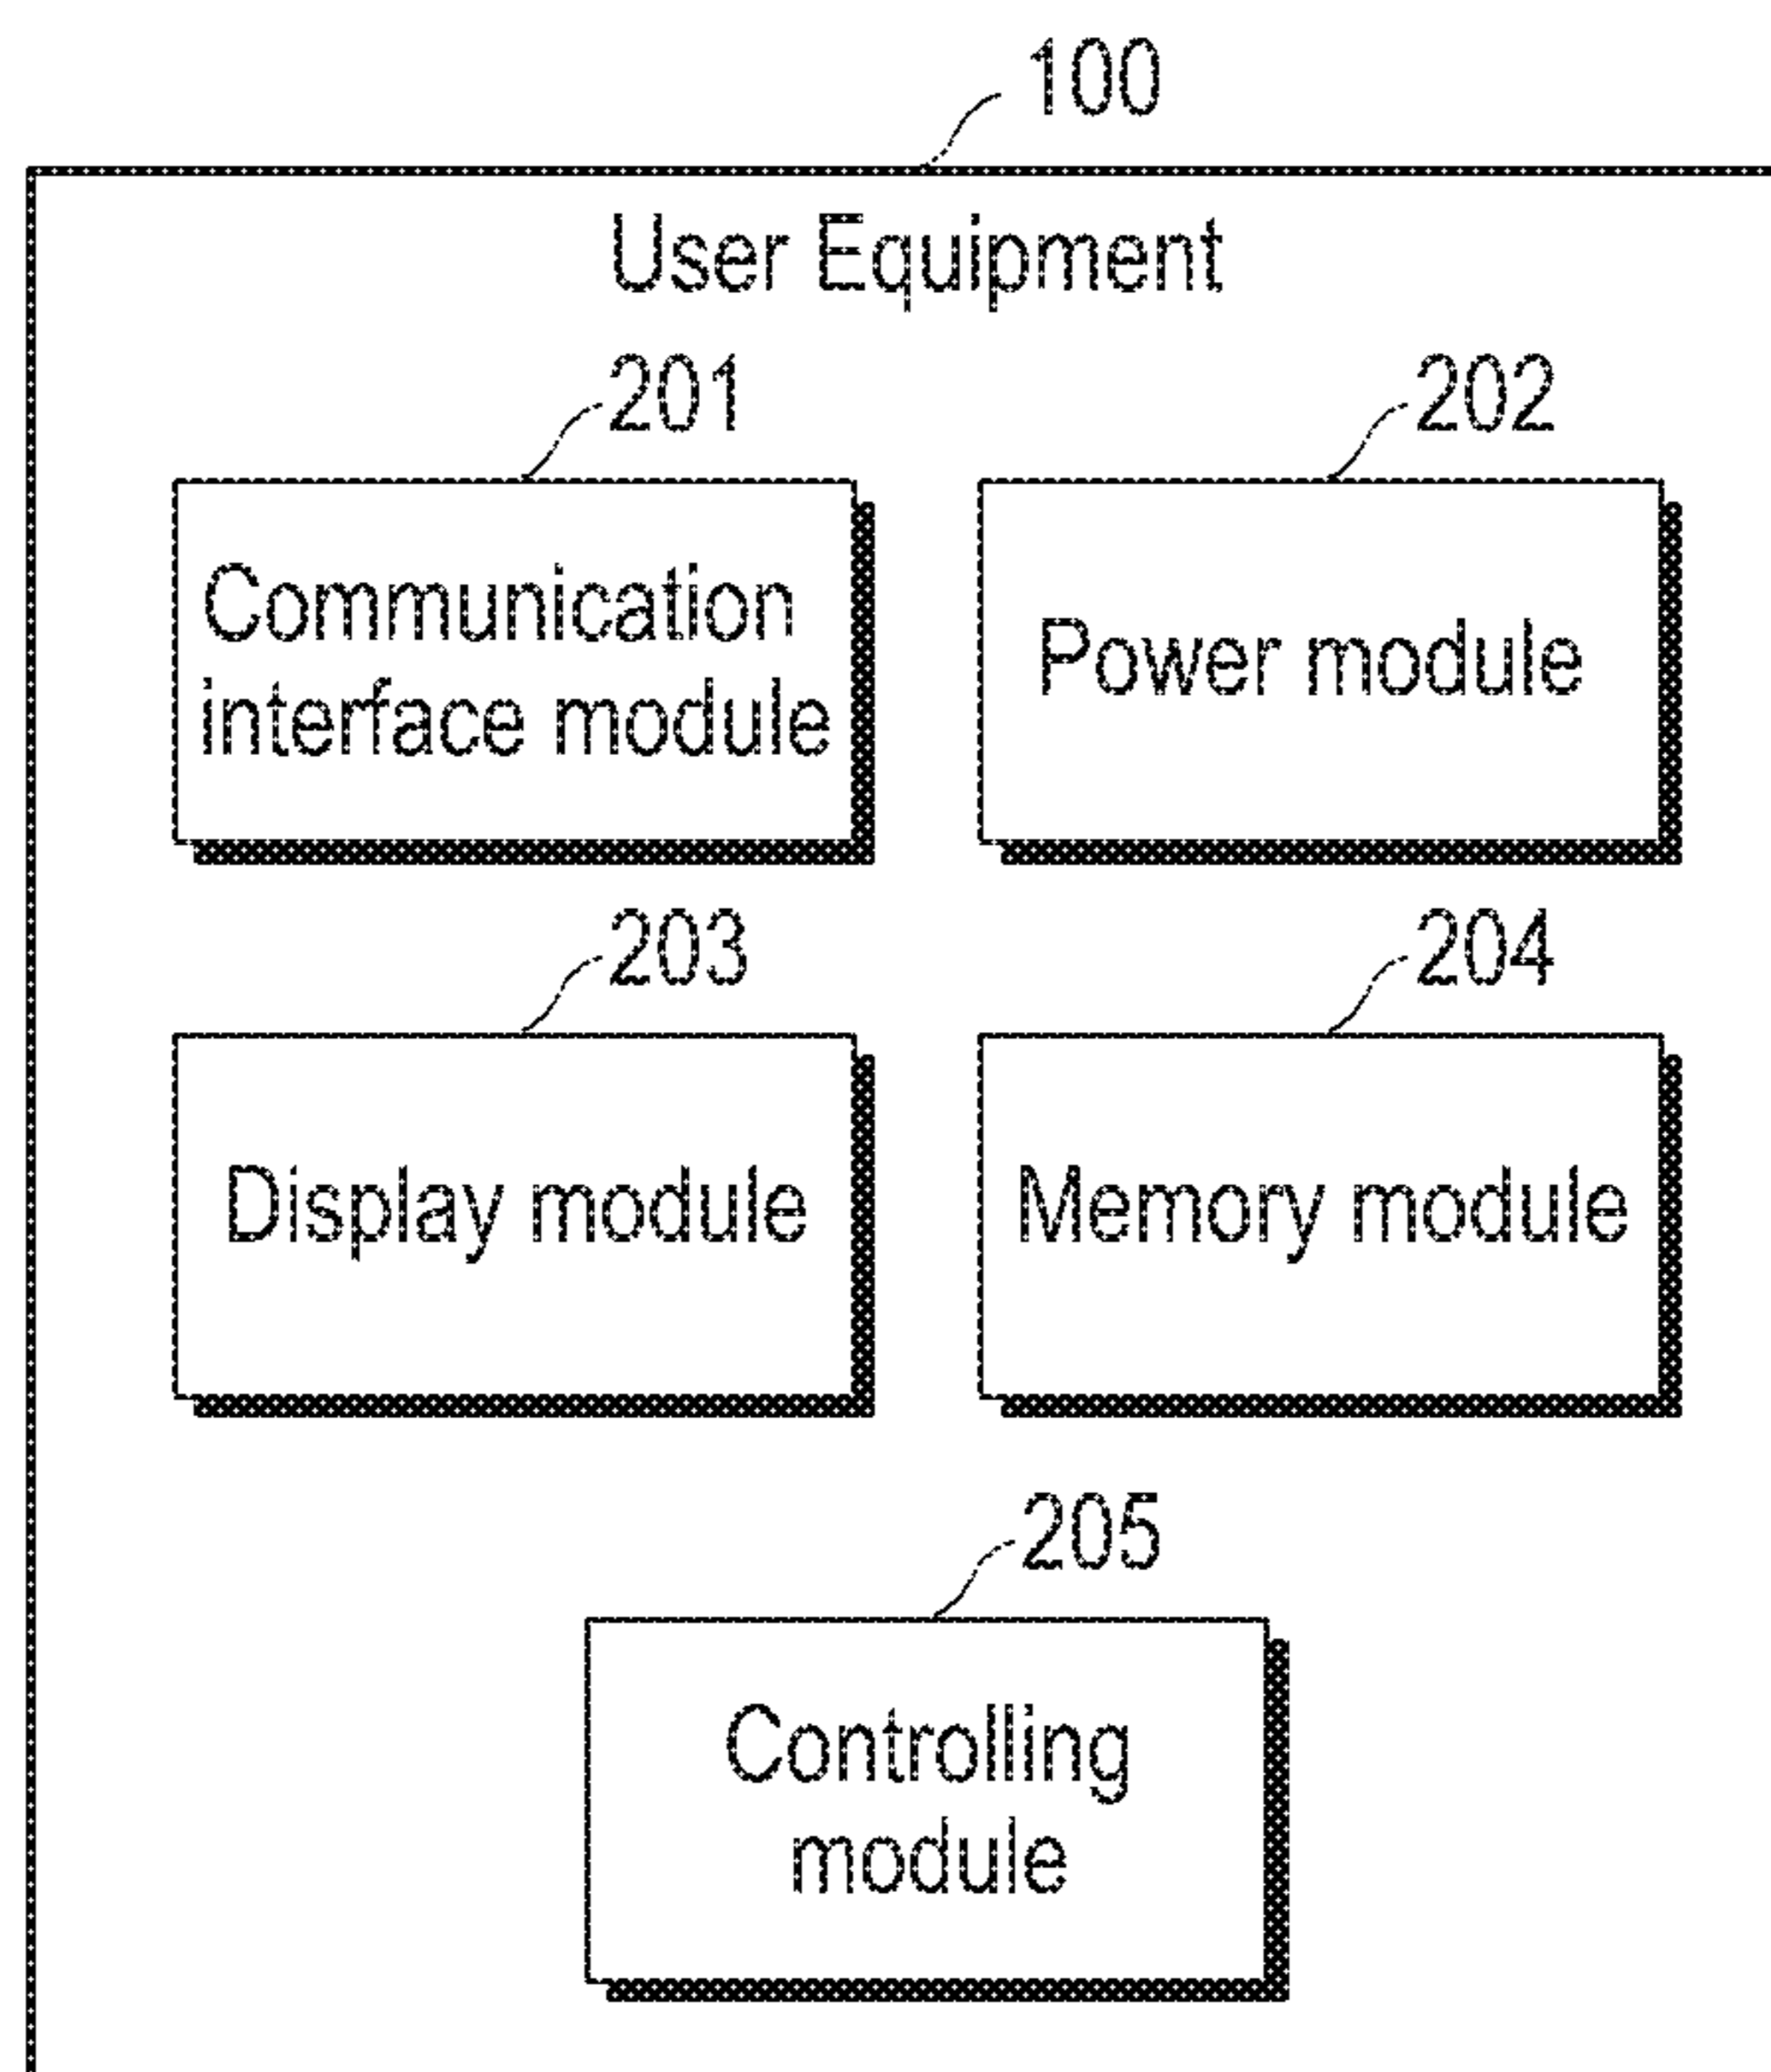 100
User Equipment
201
202
Communication
interface module
Power module
203
204
Display module
Memory module
205
Controlling
module